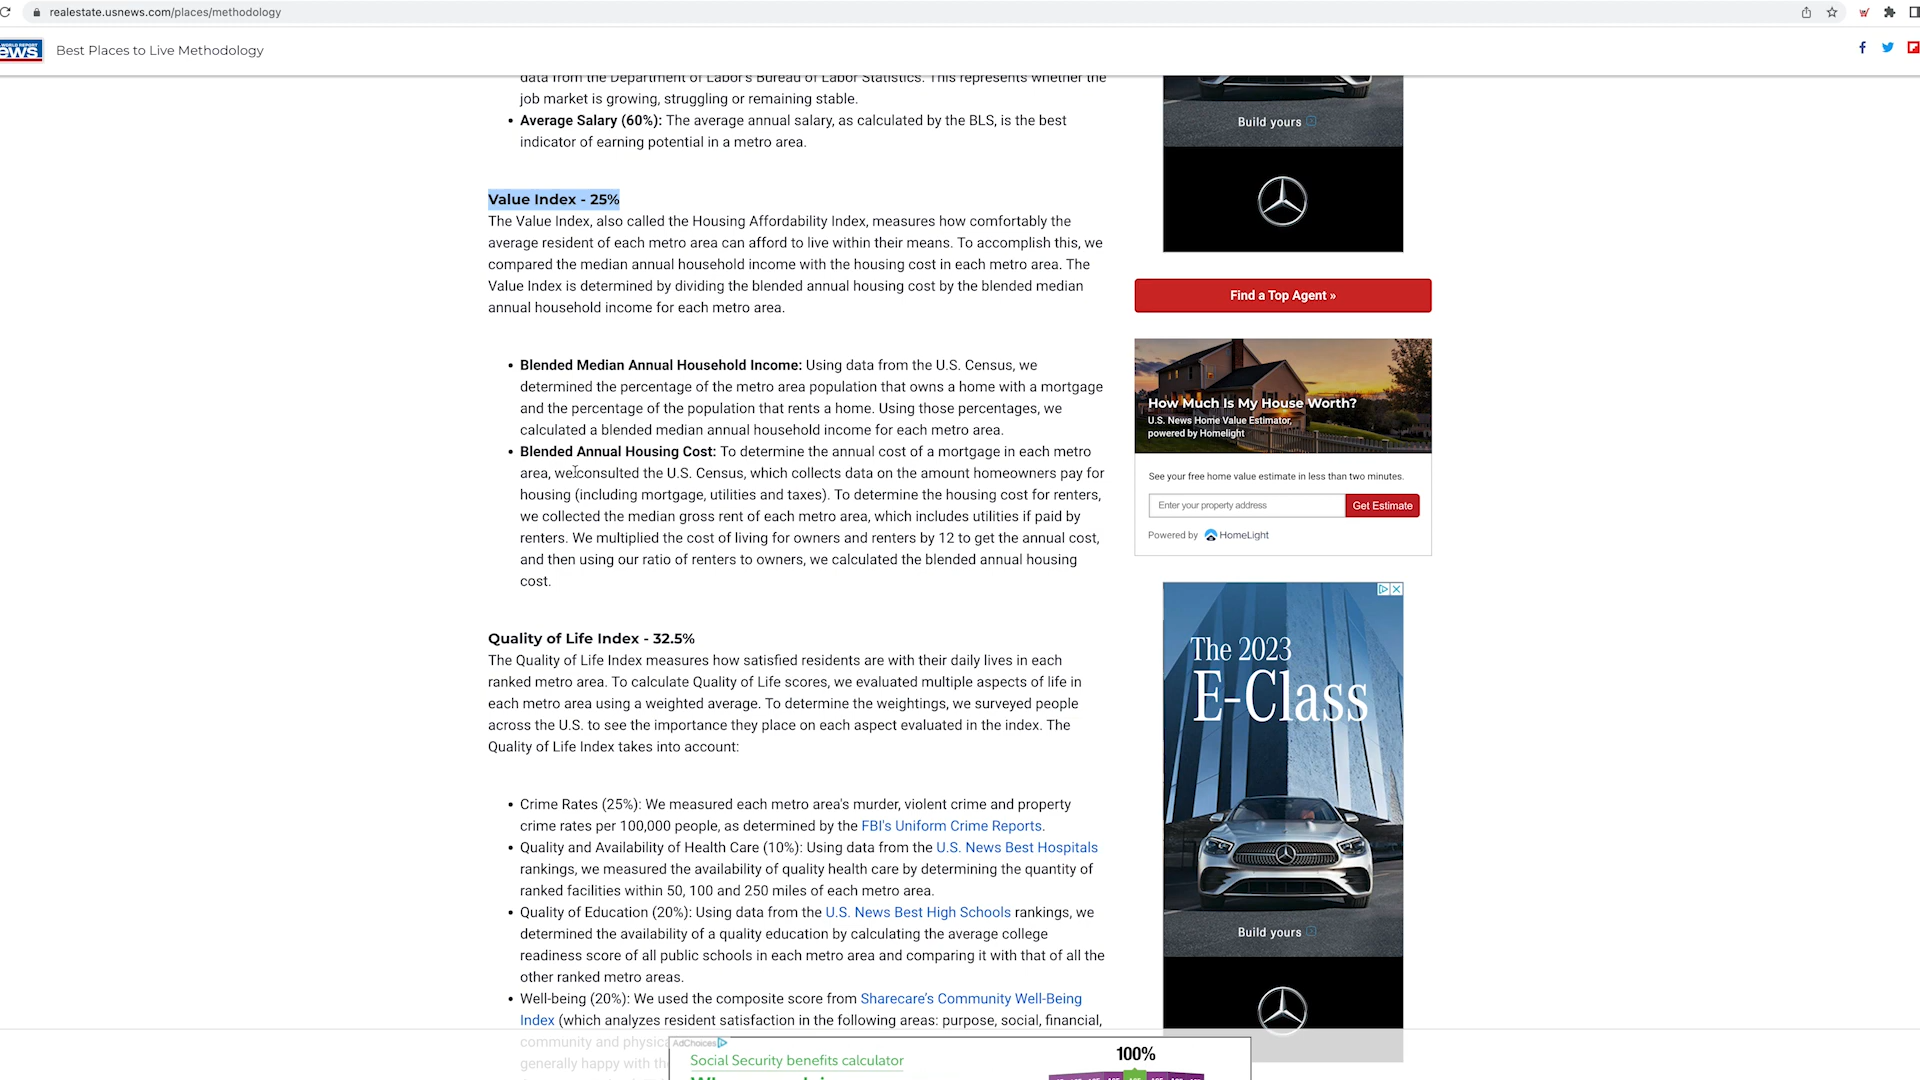 realestate.usnews.com/places/methodology
Best Places to Live Methodology
data from the Department of Labor's Bureau of Labor Statistics. This represents whether the
job market is growing, struggling or remaining stable.
• Average Salary (60%): The average annual salary, as calculated by the BLS, is the best
indicator of earning potential in a metro area.
Value Index - 25%
The Value Index, also called the Housing Affordability Index, measures how comfortably the
average resident of each metro area can afford to live within their means. To accomplish this, we
compared the median annual household income with the housing cost in each metro area. The
Value Index is determined by dividing the blended annual housing cost by the blended median
annual household income for each metro area.
• Blended Median Annual Household Income: Using data from the U.S. Census, we
determined the percentage of the metro area population that owns a home with a mortgage
and the percentage of the population that rents a home. Using those percentages, we
calculated a blended median annual household income for each metro area.
• Blended Annual Housing Cost: To determine the annual cost of a mortgage in each metro
area, we consulted the U.S. Census, which collects data on the amount homeowners pay for
housing (including mortgage, utilities and taxes). To determine the housing cost for renters,
we collected the median gross rent of each metro area, which includes utilities if paid by
renters. We multiplied the cost of living for owners and renters by 12 to get the annual cost,
and then using our ratio of renters to owners, we calculated the blended annual housing
cost.
Quality of Life Index - 32.5%
The Quality of Life Index measures how satisfied residents are with their daily lives in each
ranked metro area. To calculate Quality of Life scores, we evaluated multiple aspects of life in
each metro area using a weighted average. To determine the weightings, we surveyed people
across the U.S. to see the importance they place on each aspect evaluated in the index. The
Quality of Life Index takes into account:
• Crime Rates (25%): We measured each metro area's murder, violent crime and property
crime rates per 100,000 people, as determined by the FBI's Uniform Crime Reports.
• Quality and Availability of Health Care (10%): Using data from the U.S. News Best Hospitals
rankings, we measured the availability of quality health care by determining the quantity of
ranked facilities within 50, 100 and 250 miles of each metro area.
• Quality of Education (20%): Using data from the U.S. News Best High Schools rankings, we
determined the availability of a quality education by calculating the average college
readiness score of all public schools in each metro area and comparing it with that of all the
other ranked metro areas.
• Well-being (20%): We used the composite score from Sharecare's Community Well-Being
Index (which analyzes resident satisfaction in the following areas: purpose, social, financial,
community and physica
generally happy with the
Build yours
Find a Top Agent »
How Much Is My House Worth?
U.S. News Home Value Estimator,
powered by Homelight
See your free home value estimate in less than two minutes.
Enter your property address
Get Estimate
Powered by HomeLight
The 2023
E-Class
Build yours
AdChoices
Social Security benefits calculator
100%